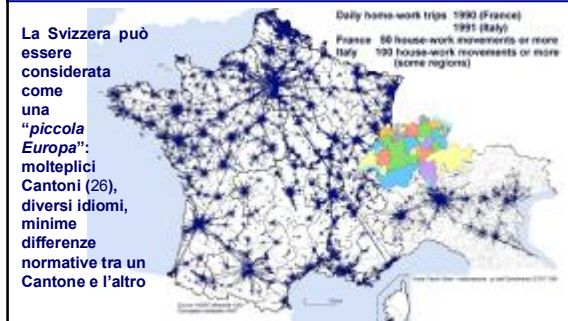 La Svizzera può
essere
considerata
come
una
“piccola
Europa”:
molteplici
Cantoni (26),
diversi idiomi,
minime
differenze
normative tra un
Cantone e l'altro
Daily home-work trips 1990 (France)
1991 (Italy)
France 50 house-work movements or more
Italy 100 house-work movements or more
(some regions)